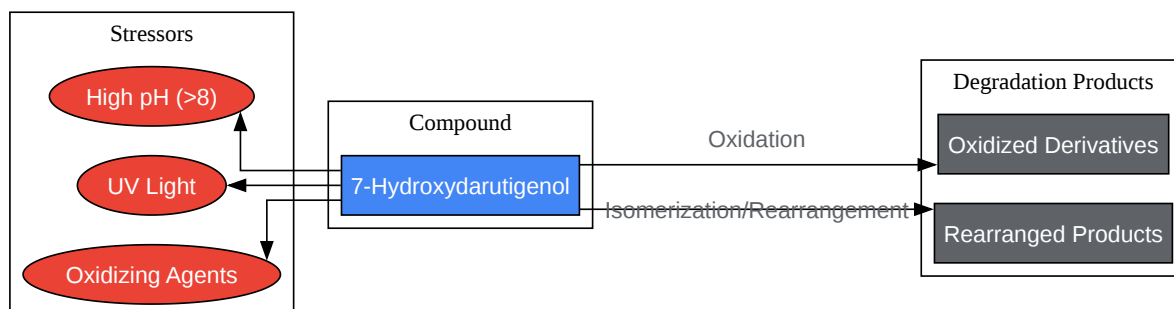 Stressors
High pH (>8)
UV Light
Oxidizing Agents
Compound
7-Hydroxydarutigenol
Oxidation
Isomerization/Rearrangement
Degradation Products
Oxidized Derivatives
Rearranged Products